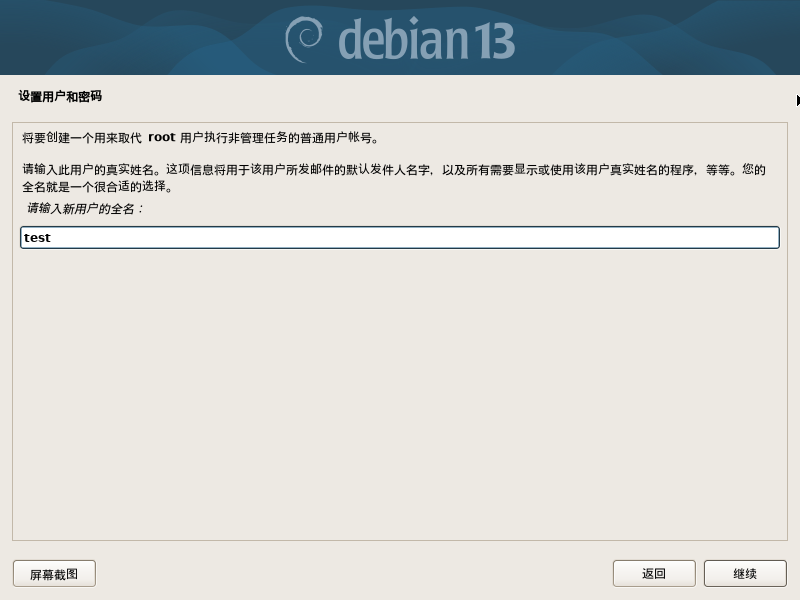 debian 13
设置用户和密码
将要创建一个用来取代 root 用户执行非管理任务的普通用户帐号。
请输入此用户的真实姓名。这项信息将用于该用户所发邮件的默认发件人名字，以及所有需要显示或使用该用户真实姓名的程序，等等。您的
全名就是一个很合适的选择。
请输入新用户的全名：
test
屏幕截图
返回
继续